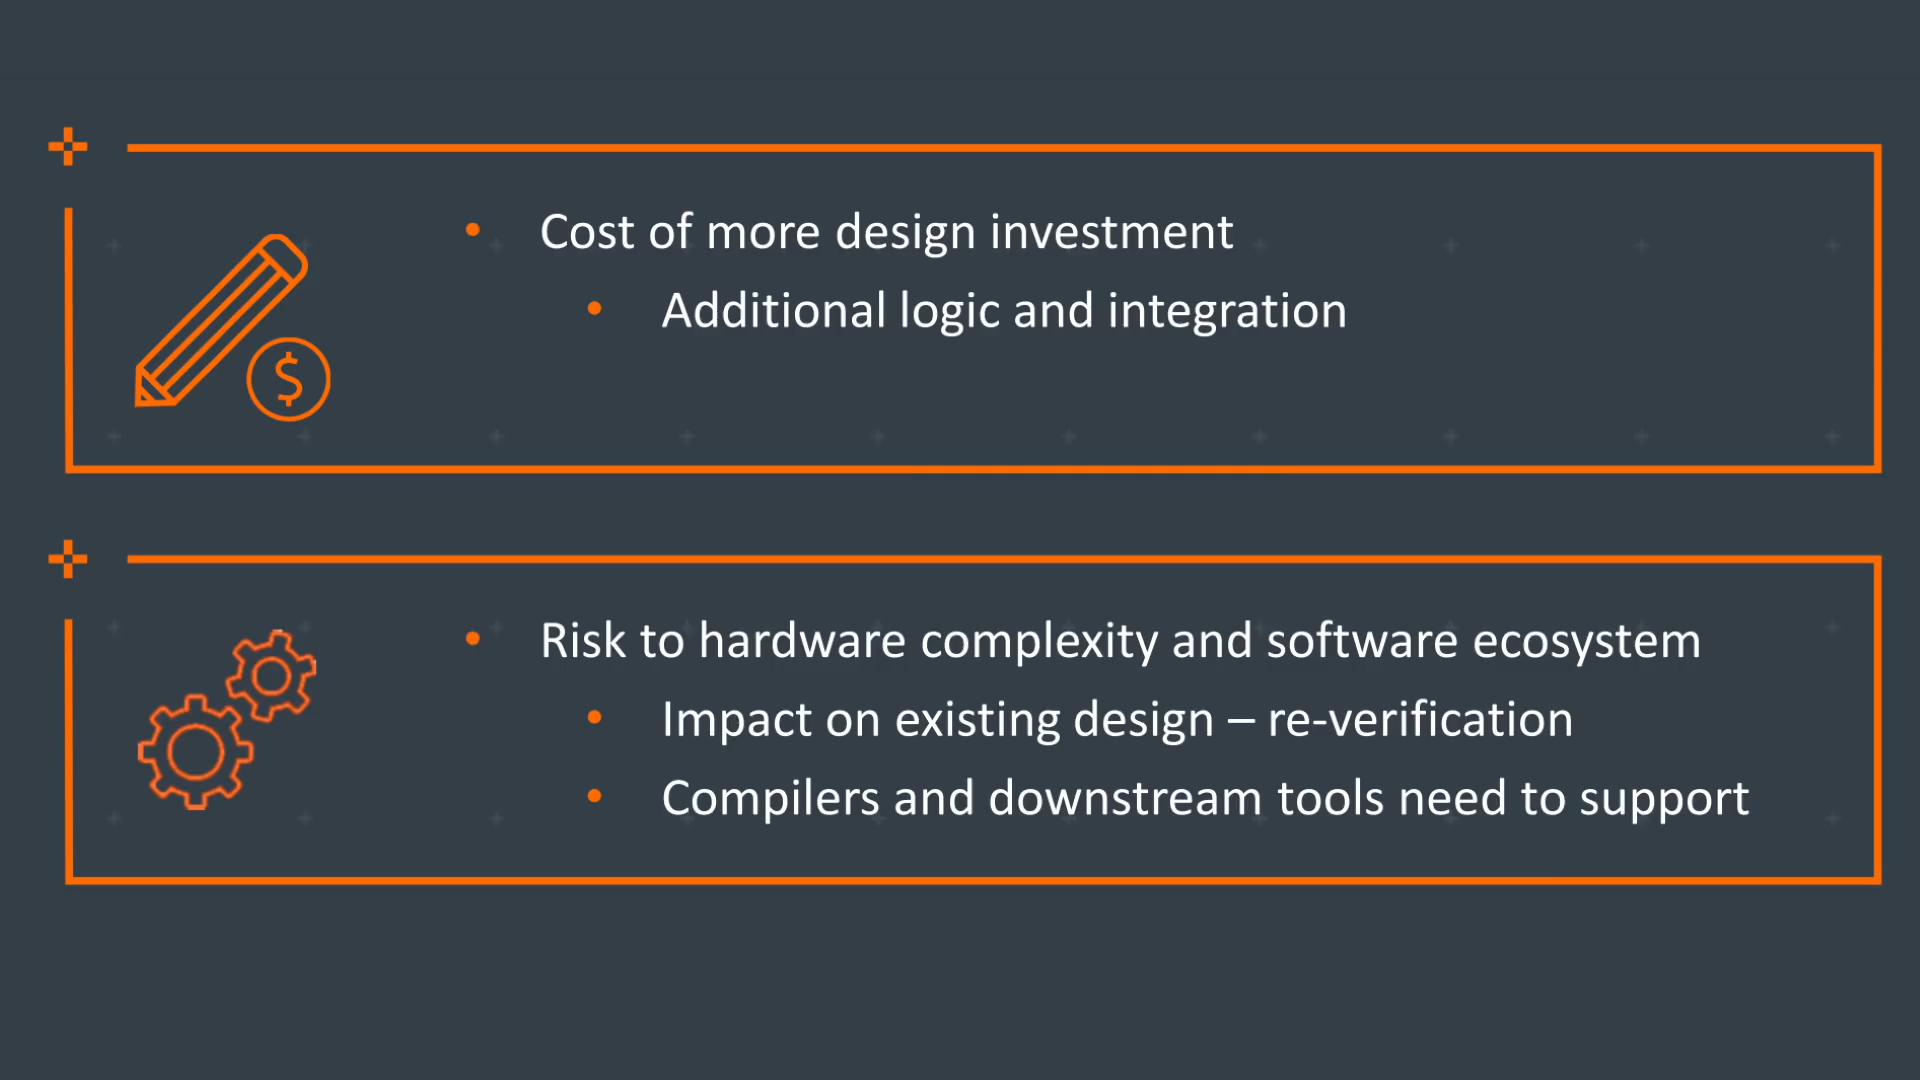 • Cost of more design investment
• Additional logic and integration
$
• Risk to hardware complexity and software ecosystem
• Impact on existing design – re-verification
• Compilers and downstream tools need to support